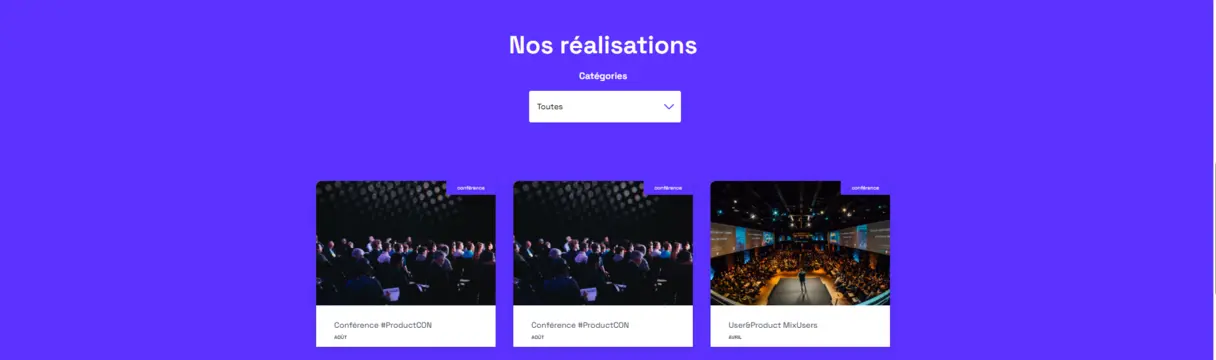 Nos réalisations
Catégories
Toutes
conférence
conférence
conférence
Conférence #ProductCON
AOÛT
Conférence #ProductCON
AOÛT
User&Product MixUsers
AVRIL